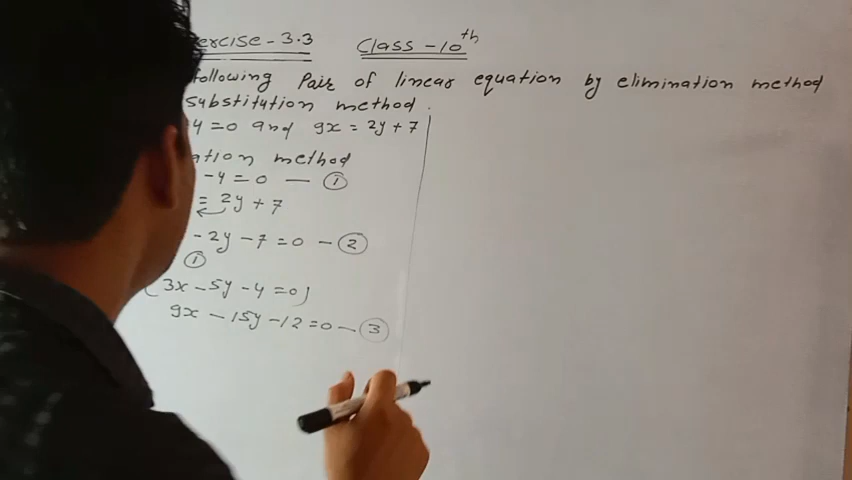 ercise - 3.3 Class - 10th
following Pair of linear equation by elimination method
substitution method.
4 = 0 and 9x = 2y + 7
ation method
- 4 = 0 — ①
= 2y + 7
- 2y - 7 = 0 - ②
①
(3x - 5y - 4 = 0)
9x - 15y - 12 = 0 - ③